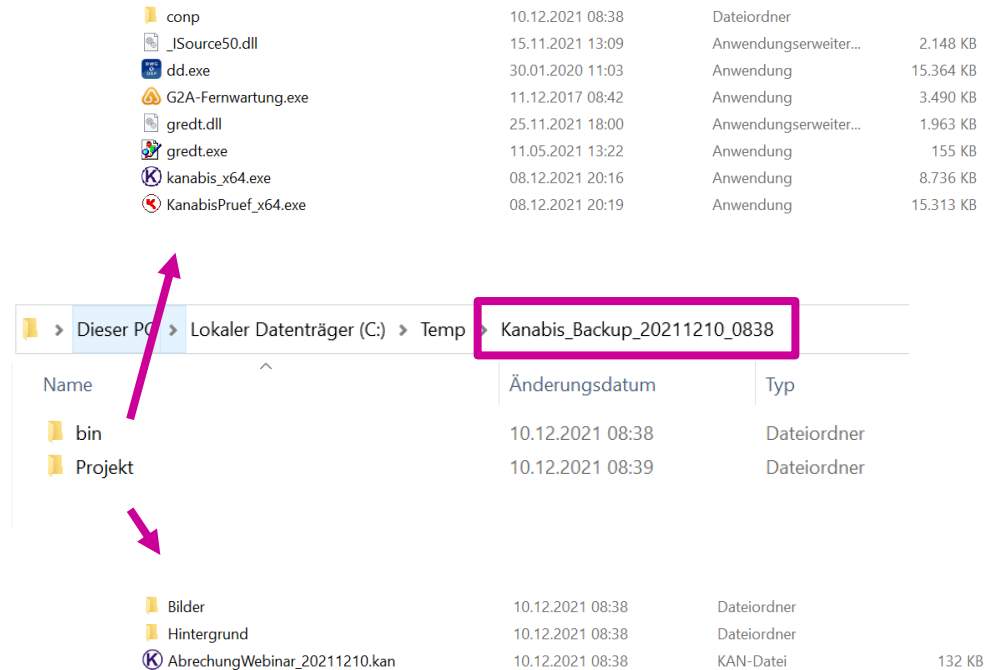 conp 10.12.2021 08:38 Dateiordner
_ISource50.dll 15.11.2021 13:09 Anwendungserweiter... 2.148 KB
dd.exe 30.01.2020 11:03 Anwendung 15.364 KB
G2A-Fernwartung.exe 11.12.2017 08:42 Anwendung 3.490 KB
gredt.dll 25.11.2021 18:00 Anwendungserweiter... 1.963 KB
gredt.exe 11.05.2021 13:22 Anwendung 155 KB
kanabis_x64.exe 08.12.2021 20:16 Anwendung 8.736 KB
KanabisPruef_x64.exe 08.12.2021 20:19 Anwendung 15.313 KB
Dieser PC Lokaler Datenträger (C:) Temp Kanabis_Backup_20211210_0838
Name Änderungsdatum Typ
bin 10.12.2021 08:38 Dateiordner
Projekt 10.12.2021 08:39 Dateiordner
Bilder 10.12.2021 08:38 Dateiordner
Hintergrund 10.12.2021 08:38 Dateiordner
AbrechungWebinar_20211210.kan 10.12.2021 08:38 KAN-Datei 132 KB